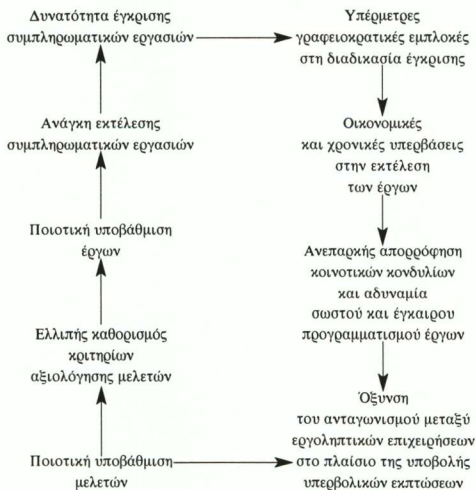 Δυνατότητα έγκρισης
συμπληρωματικών εργασιών
Υπέρμετρες
γραφειοκρατικές εμπλοκές
στη διαδικασία έγκρισης
Ανάγκη εκτέλεσης
συμπληρωματικών εργασιών
Οικονομικές
και χρονικές υπερβάσεις
στην εκτέλεση
των έργων
Ποιοτική υποβάθμιση
έργων
Ανεπαρκής απορρόφηση
κοινοτικών κονδυλίων
και αδυναμία
σωστού και έγκαιρου
προγραμματισμού έργων
Ελλιπής καθορισμός
κριτηρίων
αξιολόγησης μελετών
Όξυνση
του ανταγωνισμού μεταξύ
εργοληπτικών επιχειρήσεων
στο πλαίσιο της υποβολής
υπερβολικών εκπτώσεων
Ποιοτική υποβάθμιση
μελετών